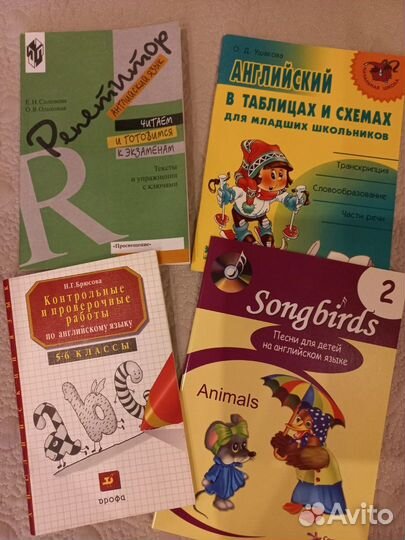 Е.Н. Соловова
О.В. Ольховая
Репетитор
АНГЛИЙСКИЙ ЯЗЫК
ЧИТАЕМ
И ГОТОВИМСЯ
К ЭКЗАМЕНАМ
R
Тексты
и упражнения
с ключами
"Просвещение"
О. Д. Ушакова
АНГЛИЙСКИЙ
В ТАБЛИЦАХ И СХЕМАХ
ДЛЯ МЛАДШИХ ШКОЛЬНИКОВ
Транскрипция
Словообразование
Части речи
АНГЛИЙСКИЙ ЯЗЫК
Н.Г.Брюсова
Контрольные
и проверочные
работы
по английскому языку
5-6 КЛАССЫ
дрофа
2
Songbirds
Песни для детей
на английском языке
Animals
Avito